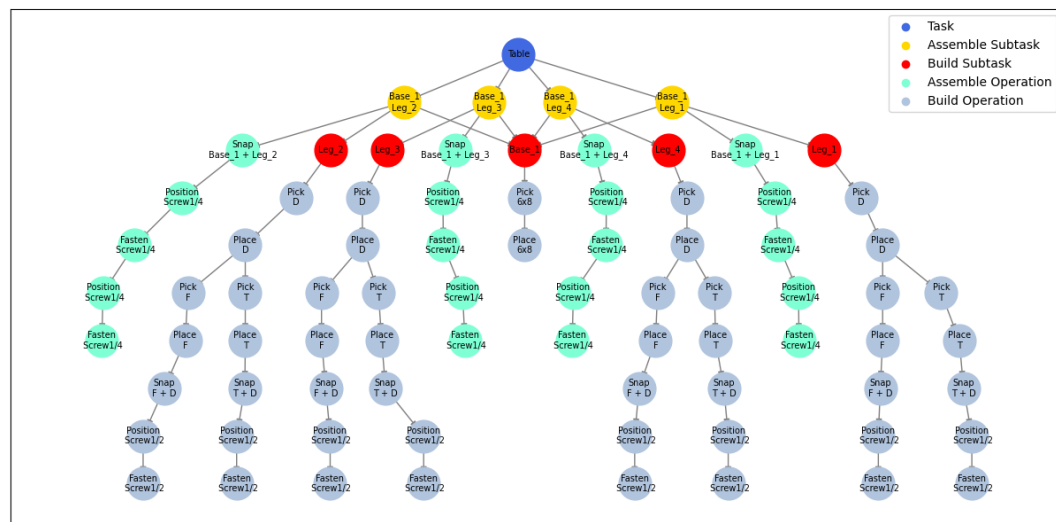 Task
Assemble Subtask
Build Subtask
Assemble Operation
Build Operation
Table
Base_1
Leg_2
Base_1
Leg_3
Base_1
Leg_4
Base_1
Leg_1
Snap
Base_1 + Leg_2
Leg_2
Leg_3
Snap
Base_1 + Leg_3
Base_1
Snap
Base_1 + Leg_4
Leg_4
Snap
Base_1 + Leg_1
Leg_1
Position
Screw1/4
Pick
D
Pick
D
Position
Screw1/4
Pick
6x8
Position
Screw1/4
Pick
D
Position
Screw1/4
Pick
D
Fasten
Screw1/4
Place
D
Place
D
Fasten
Screw1/4
Place
6x8
Fasten
Screw1/4
Place
D
Fasten
Screw1/4
Place
D
Position
Screw1/4
Pick
F
Pick
T
Pick
F
Pick
T
Position
Screw1/4
Position
Screw1/4
Pick
F
Pick
T
Position
Screw1/4
Pick
F
Pick
T
Fasten
Screw1/4
Place
F
Place
T
Place
F
Place
T
Fasten
Screw1/4
Fasten
Screw1/4
Place
F
Place
T
Fasten
Screw1/4
Place
F
Place
T
Snap
F + D
Snap
T + D
Snap
F + D
Snap
T + D
Snap
F + D
Snap
T + D
Snap
F + D
Snap
T + D
Position
Screw1/2
Position
Screw1/2
Position
Screw1/2
Position
Screw1/2
Position
Screw1/2
Position
Screw1/2
Position
Screw1/2
Position
Screw1/2
Fasten
Screw1/2
Fasten
Screw1/2
Fasten
Screw1/2
Fasten
Screw1/2
Fasten
Screw1/2
Fasten
Screw1/2
Fasten
Screw1/2
Fasten
Screw1/2